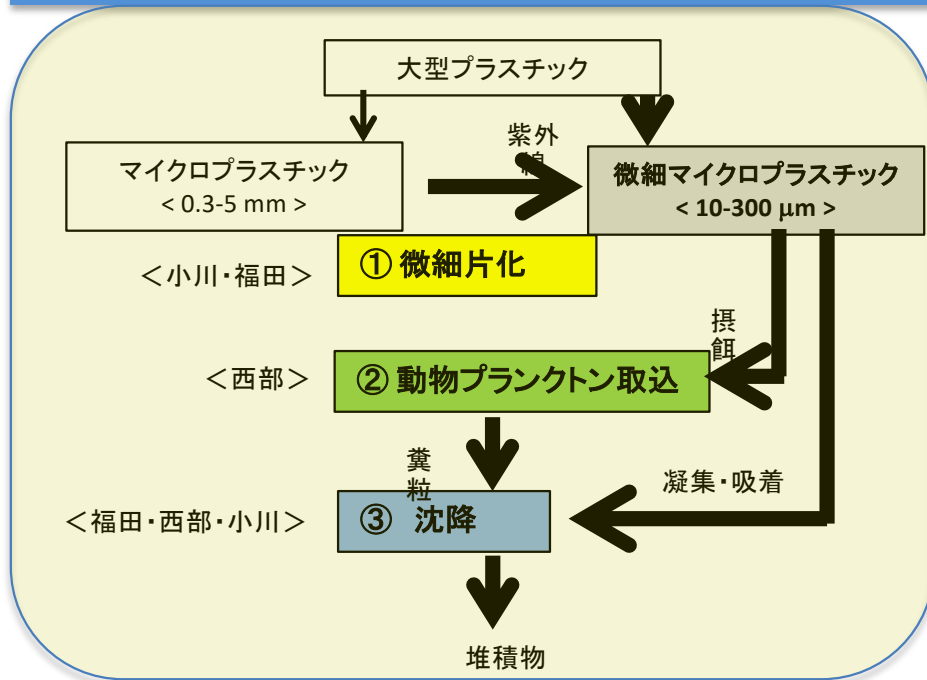 大型プラスチック
紫外
線
マイクロプラスチック
< 0.3-5 mm >
微細マイクロプラスチック
< 10-300 μm >
＜小川・福田＞
① 微細片化
摂
餌
＜西部＞
② 動物プランクトン取込
糞
粒
凝集・吸着
＜福田・西部・小川＞
③ 沈降
堆積物